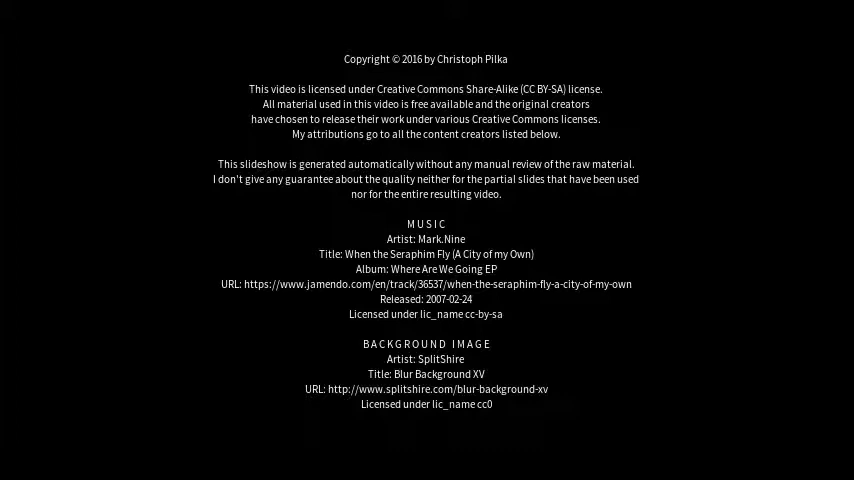 Copyright © 2016 by Christoph Pilka
This video is licensed under Creative Commons Share-Alike (CC BY-SA) license.
All material used in this video is free available and the original creators
have chosen to release their work under various Creative Commons licenses.
My attributions go to all the content creators listed below.
This slideshow is generated automatically without any manual review of the raw material.
I don't give any guarantee about the quality neither for the partial slides that have been used
nor for the entire resulting video.
MUSIC
Artist: Mark.Nine
Title: When the Seraphim Fly (A City of my Own)
Album: Where Are We Going EP
URL: https://www.jamendo.com/en/track/36537/when-the-seraphim-fly-a-city-of-my-own
Released: 2007-02-24
Licensed under lic_name cc-by-sa
BACKGROUND IMAGE
Artist: SplitShire
Title: Blur Background XV
URL: http://www.splitshire.com/blur-background-xv
Licensed under lic_name cc0